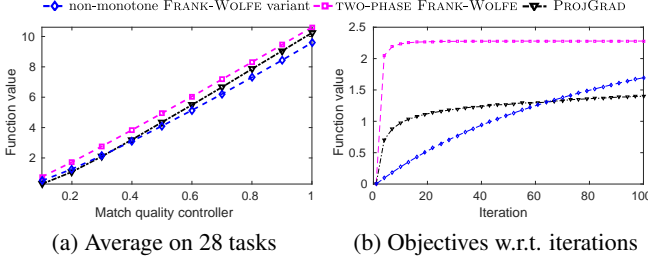 non-monotone FRANK-WOLFE variant TWO-PHASE FRANK-WOLFE PROJGRAD
Function value
10
8
6
4
2
0.2 0.4 0.6 0.8 1
Match quality controller
(a) Average on 28 tasks
Function value
2.5
2
1.5
1
0.5
0
0 20 40 60 80 100
Iteration
(b) Objectives w.r.t. iterations